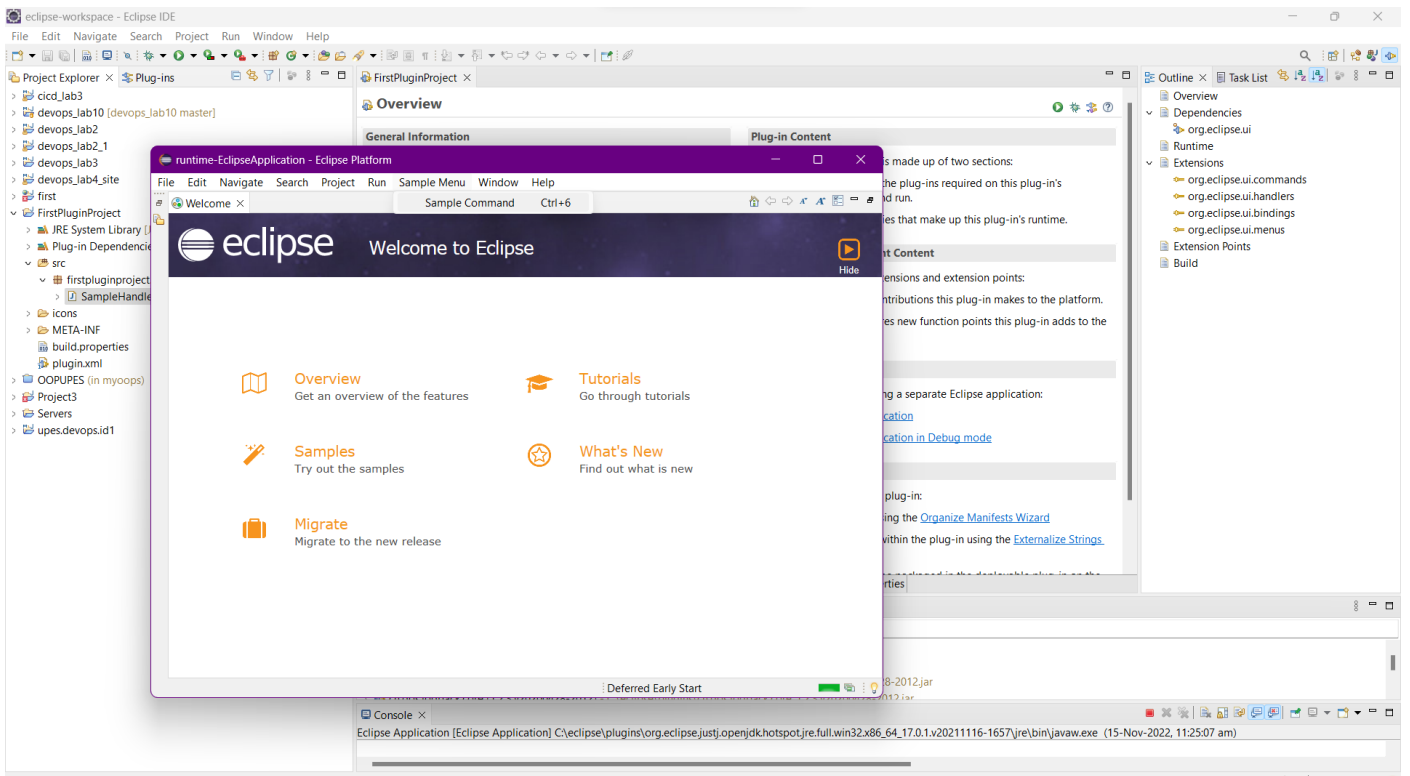 eclipse-workspace - Eclipse IDE
File Edit Navigate Search Project Run Window Help
Project Explorer
Plug-ins
cicd_lab3
devops_lab10 [devops_lab10 master]
devops_lab2
devops_lab2_1
devops_lab3
devops_lab4_site
first
FirstPluginProject
JRE System Library
Plug-in Dependencie
src
firstpluginproject
SampleHandle
icons
META-INF
build.properties
plugin.xml
OOPUPES (in myoops)
Project3
Servers
upes.devops.id1
FirstPluginProject
Overview
General Information
Plug-in Content
is made up of two sections:
the plug-ins required on this plug-in's
nd run.
ies that make up this plug-in's runtime.
nt Content
ensions and extension points:
ntributions this plug-in makes to the platform.
res new function points this plug-in adds to the
ng a separate Eclipse application:
cation
cation in Debug mode
plug-in:
ing the Organize Manifests Wizard
within the plug-in using the Externalize Strings
rties
runtime-EclipseApplication - Eclipse Platform
File Edit Navigate Search Project Run Sample Menu Window Help
Welcome
Sample Command Ctrl+6
eclipse
Welcome to Eclipse
Hide
Overview
Get an overview of the features
Tutorials
Go through tutorials
Samples
Try out the samples
What's New
Find out what is new
Migrate
Migrate to the new release
Deferred Early Start
Outline
Task List
Overview
Dependencies
org.eclipse.ui
Runtime
Extensions
org.eclipse.ui.commands
org.eclipse.ui.handlers
org.eclipse.ui.bindings
org.eclipse.ui.menus
Extension Points
Build
8-2012.jar
Console
Eclipse Application [Eclipse Application] C:\eclipse\plugins\org.eclipse.justj.openjdk.hotspot.jre.full.win32.x86_64_17.0.1.v20211116-1657\jre\bin\javaw.exe (15-Nov-2022, 11:25:07 am)